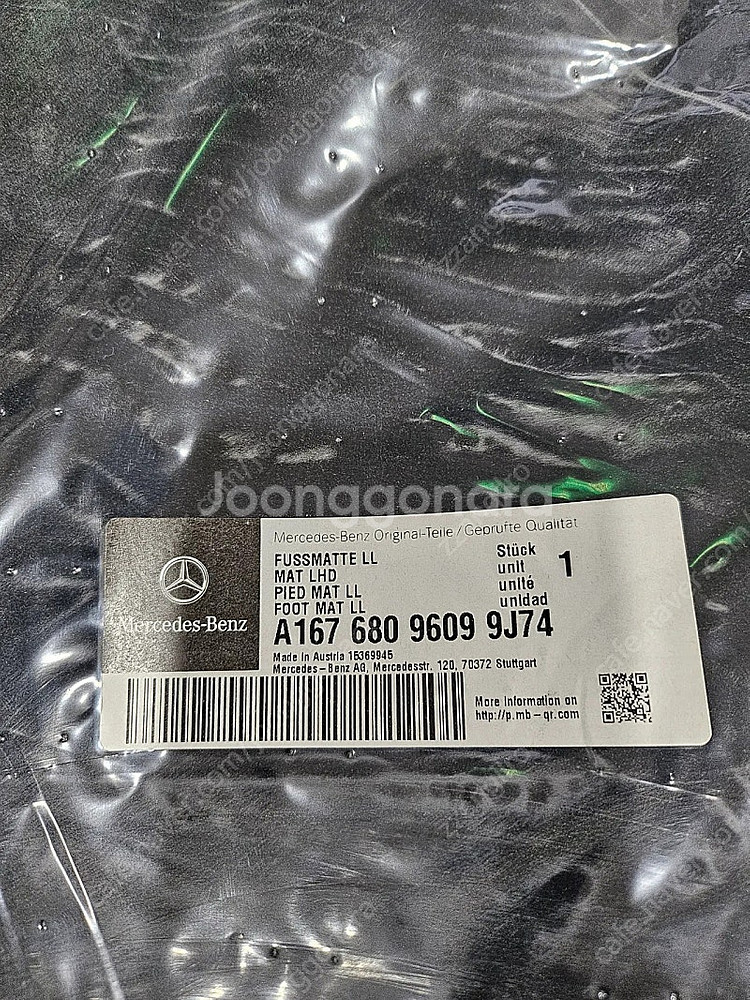 Joonggonara
Mercedes-Benz Original-Teile / Geprüfte Qualität
FUSSMATTE LL
MAT LHD
PIED MAT LL
FOOT MAT LL
Stück
unit
unité
unidad
1
A167 680 9609 9J74
Made in Austria 15369945
Mercedes-Benz AG, Mercedesstr. 120, 70372 Stuttgart
Mercedes-Benz
More Information on
http://p.mb-qr.com